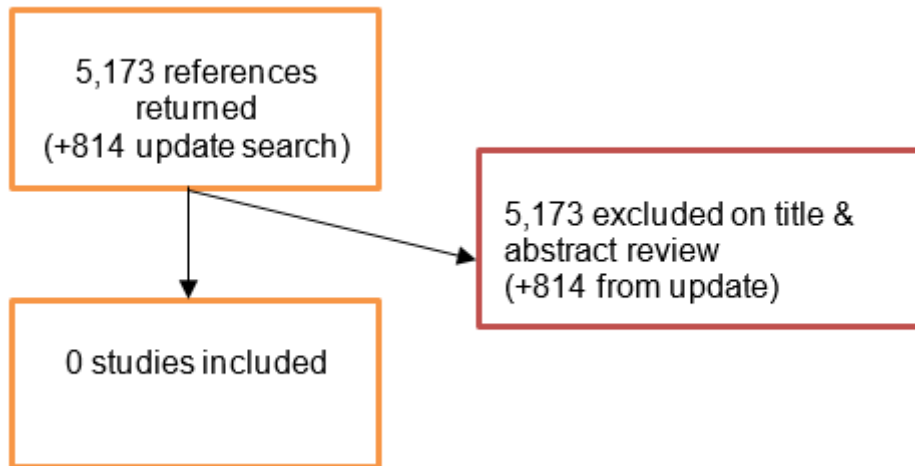 5,173 references
returned
(+814 update search)
5,173 excluded on title &
abstract review
(+814 from update)
0 studies included